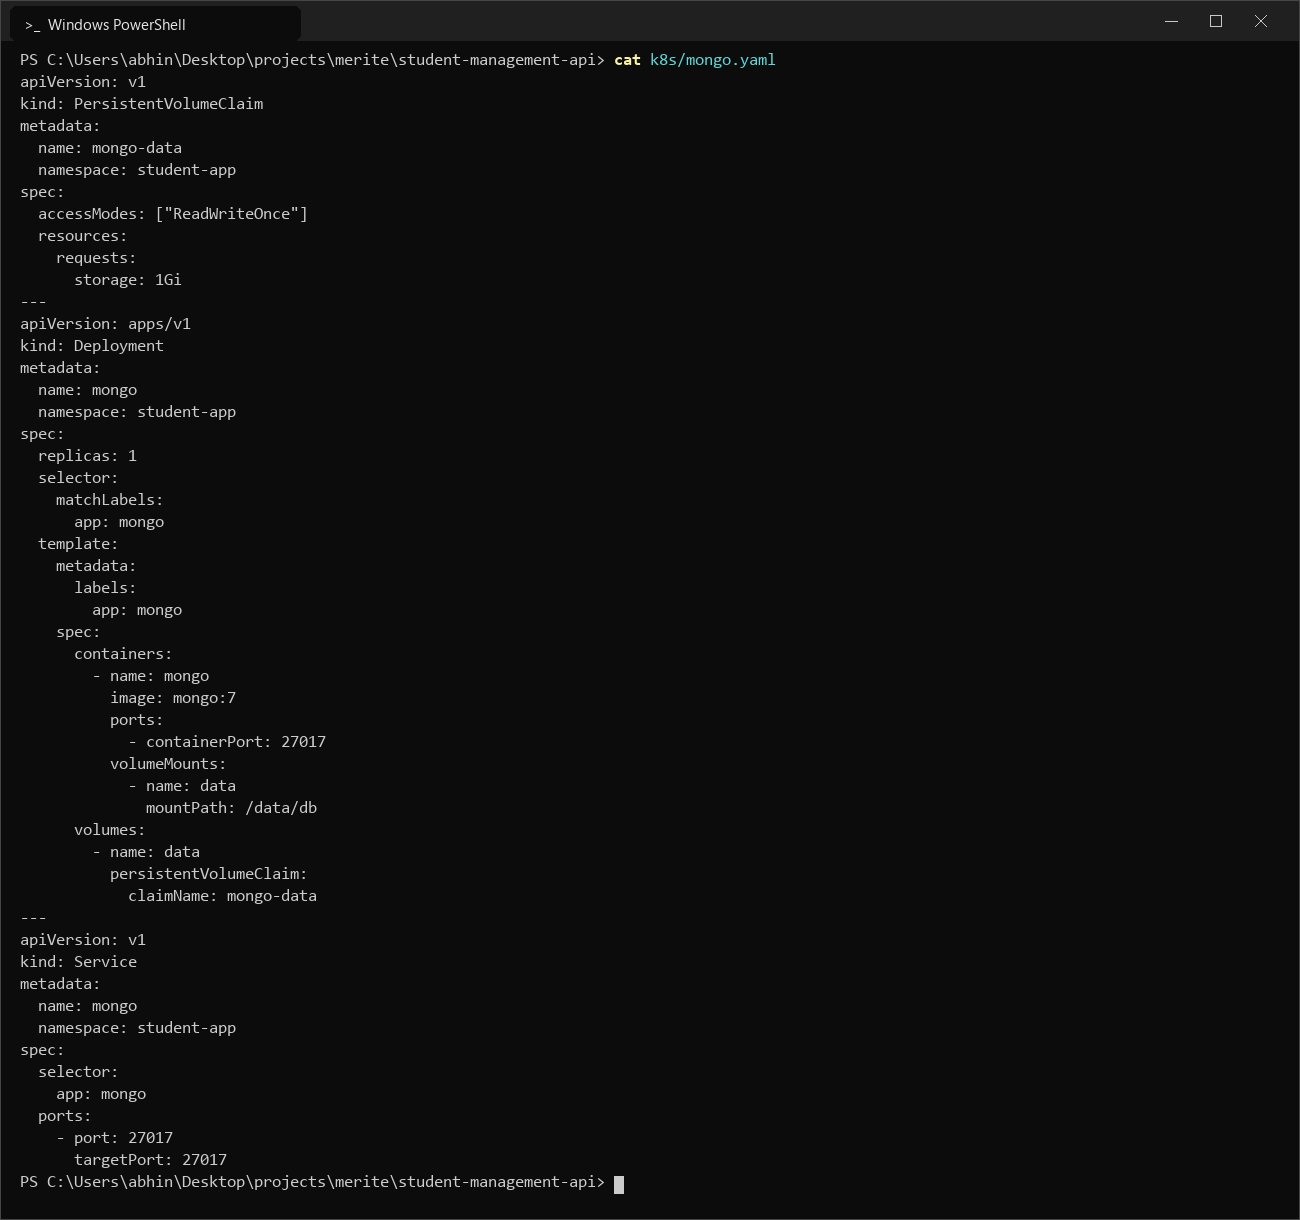 >_ Windows PowerShell
PS C:\Users\abhin\Desktop\projects\merite\student-management-api> cat k8s/mongo.yaml
apiVersion: v1
kind: PersistentVolumeClaim
metadata:
  name: mongo-data
  namespace: student-app
spec:
  accessModes: ["ReadWriteOnce"]
  resources:
    requests:
      storage: 1Gi
---
apiVersion: apps/v1
kind: Deployment
metadata:
  name: mongo
  namespace: student-app
spec:
  replicas: 1
  selector:
    matchLabels:
      app: mongo
  template:
    metadata:
      labels:
        app: mongo
    spec:
      containers:
        - name: mongo
          image: mongo:7
          ports:
            - containerPort: 27017
          volumeMounts:
            - name: data
              mountPath: /data/db
      volumes:
        - name: data
          persistentVolumeClaim:
            claimName: mongo-data
---
apiVersion: v1
kind: Service
metadata:
  name: mongo
  namespace: student-app
spec:
  selector:
    app: mongo
  ports:
    - port: 27017
      targetPort: 27017
PS C:\Users\abhin\Desktop\projects\merite\student-management-api>